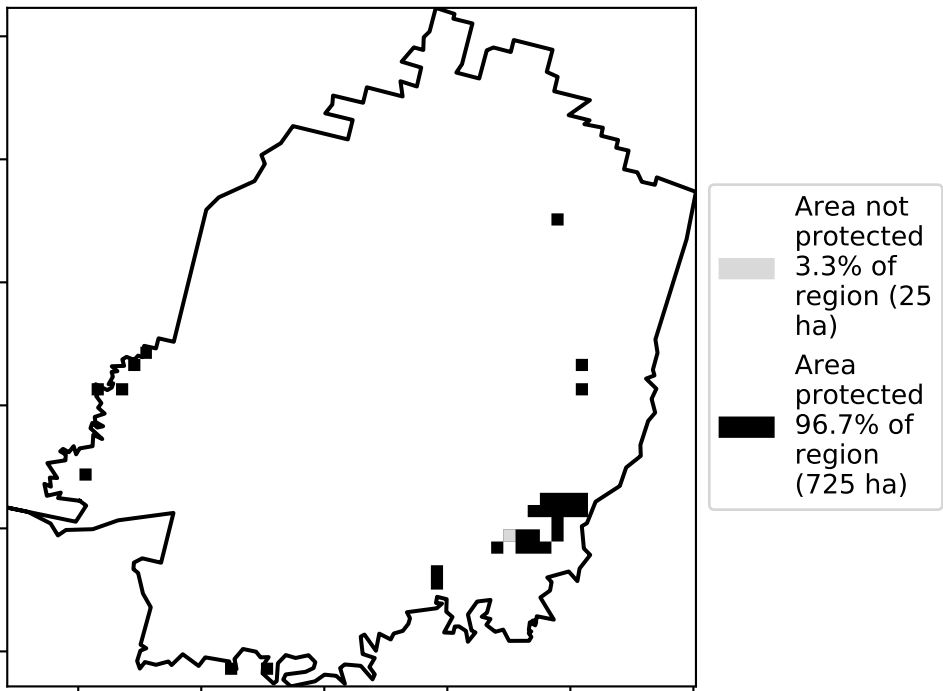 Area not
protected
3.3% of
region (25
ha)
Area
protected
96.7% of
region
(725 ha)